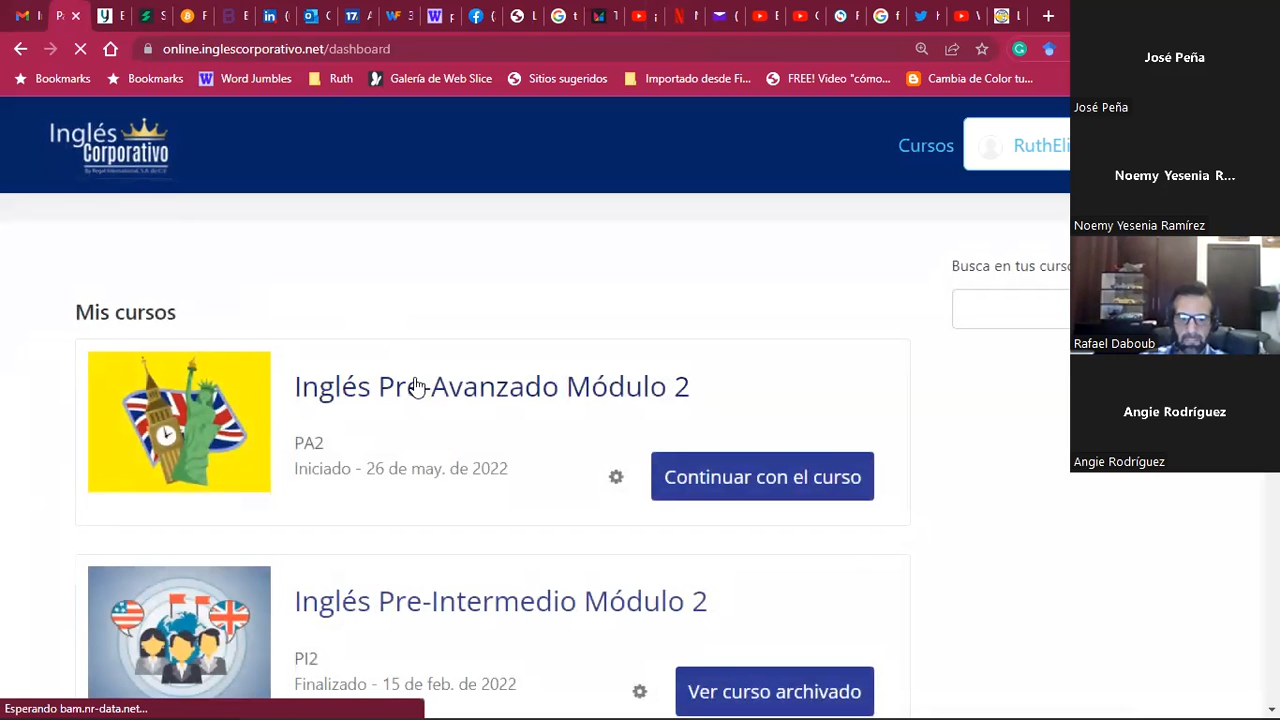 P
(
F
online.inglescorporativo.net/dashboard
Bookmarks
Bookmarks
Word Jumbles
Ruth
Galería de Web Slice
Sitios sugeridos
Importado desde Fi...
FREE! Video "cómo...
Cambia de Color tu...
Inglés
Corporativo
By Regal International, S.A. de C.V.
Cursos
RuthEli
Busca en tus curso
Mis cursos
Inglés Pre-Avanzado Módulo 2
PA2
Iniciado - 26 de may. de 2022
Continuar con el curso
Inglés Pre-Intermedio Módulo 2
PI2
Finalizado - 15 de feb. de 2022
Ver curso archivado
Esperando bam.nr-data.net...
José Peña
José Peña
Noemy Yesenia R...
Noemy Yesenia Ramírez
Rafael Daboub
Angie Rodríguez
Angie Rodríguez